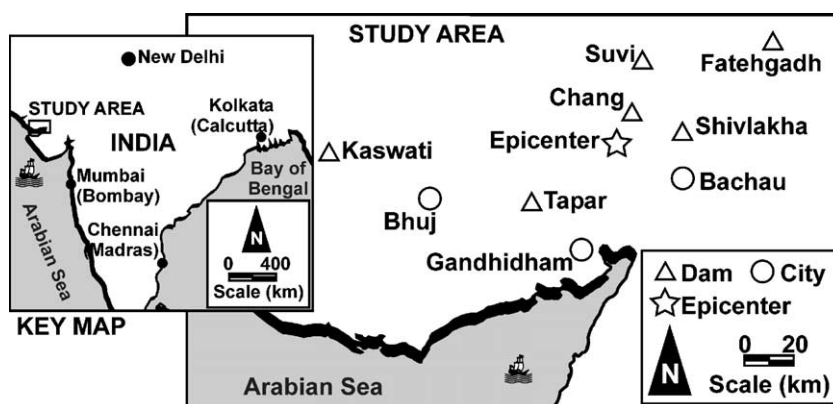 New Delhi
STUDY AREA
INDIA
Kolkata
(Calcutta)
Bay of
Bengal
Mumbai
(Bombay)
Chennai
(Madras)
Arabian Sea
N
0 400
Scale (km)
KEY MAP
STUDY AREA
Suvi
Fatehgadh
Chang
Epicenter
Shivlakha
Kaswati
Bachau
Bhuj
Tapar
Gandhidham
Arabian Sea
Dam City
Epicenter
N
0 20
Scale (km)